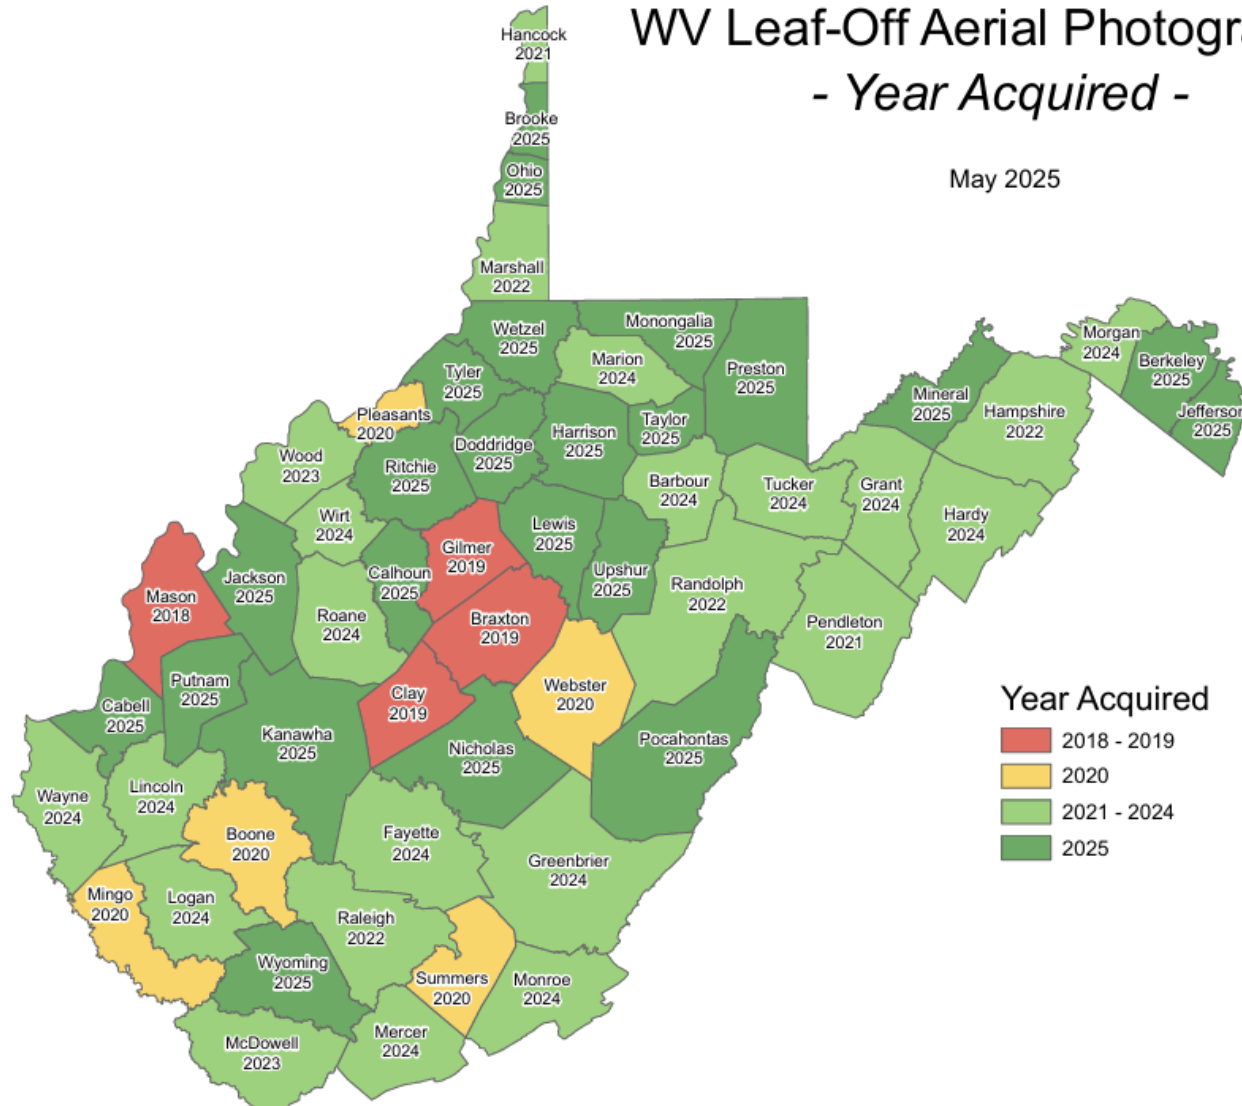 WV Leaf-Off Aerial Photogra
- Year Acquired -
May 2025
Hancock
2021
Brooke
2025
Ohio
2025
Marshall
2022
Wetzel
2025
Monongalia
2025
Marion
2024
Preston
2025
Morgan
2024
Berkeley
2025
Jefferson
2025
Mineral
2025
Hampshire
2022
Tyler
2025
Pleasants
2020
Doddridge
2025
Harrison
2025
Taylor
2025
Wood
2023
Ritchie
2025
Barbour
2024
Tucker
2024
Grant
2024
Hardy
2024
Wirt
2024
Gilmer
2019
Lewis
2025
Upshur
2025
Randolph
2022
Calhoun
2025
Jackson
2025
Mason
2018
Roane
2024
Braxton
2019
Pendleton
2021
Putnam
2025
Cabell
2025
Clay
2019
Webster
2020
Kanawha
2025
Nicholas
2025
Pocahontas
2025
Wayne
2024
Lincoln
2024
Boone
2020
Fayette
2024
Greenbrier
2024
Mingo
2020
Logan
2024
Raleigh
2022
Wyoming
2025
Summers
2020
Monroe
2024
McDowell
2023
Mercer
2024
Year Acquired
2018 - 2019
2020
2021 - 2024
2025